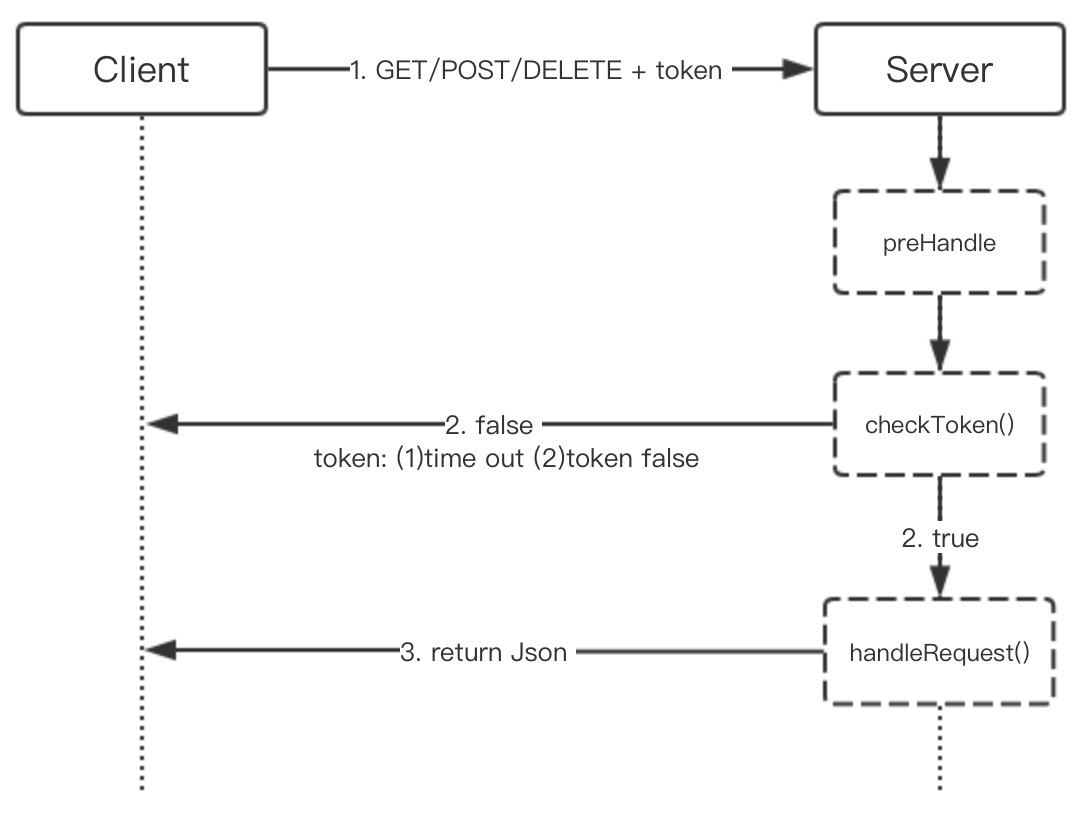 Client
1. GET/POST/DELETE + token
Server
preHandle
checkToken()
2. false
token: (1)time out (2)token false
2. true
handleRequest()
3. return Json